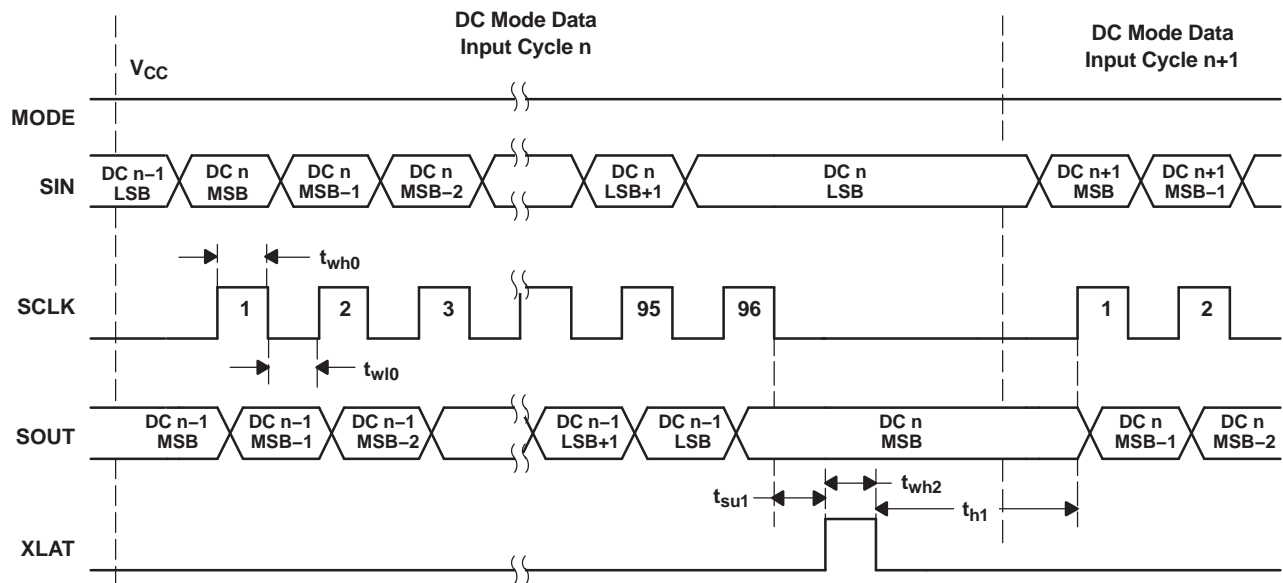 DC Mode Data
Input Cycle n
DC Mode Data
Input Cycle n+1
VCC
MODE
SIN
DC n–1
LSB
DC n
MSB
DC n
MSB–1
DC n
MSB–2
DC n
LSB+1
DC n
LSB
DC n+1
MSB
DC n+1
MSB–1
twh0
SCLK
1
2
3
95
96
1
2
twl0
SOUT
DC n–1
MSB
DC n–1
MSB–1
DC n–1
MSB–2
DC n–1
LSB+1
DC n–1
LSB
DC n
MSB
DC n
MSB–1
DC n
MSB–2
tsu1
twh2
th1
XLAT